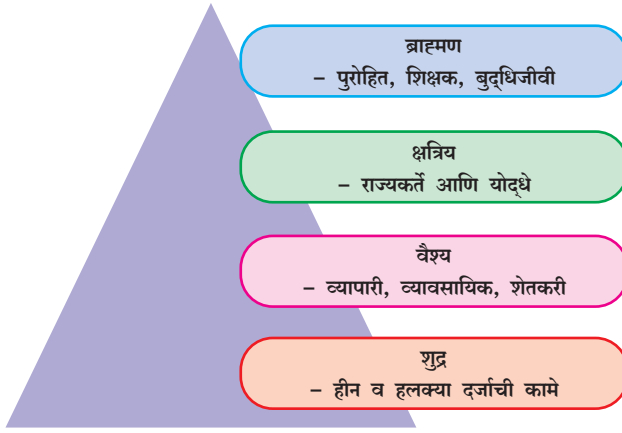 ब्राह्मण
– पुरोहित, शिक्षक, बुद्धिजीवी
क्षत्रिय
– राज्यकर्ते आणि योद्धे
वैश्य
– व्यापारी, व्यावसायिक, शेतकरी
शुद्र
– हीन व हलक्या दर्जाची कामे